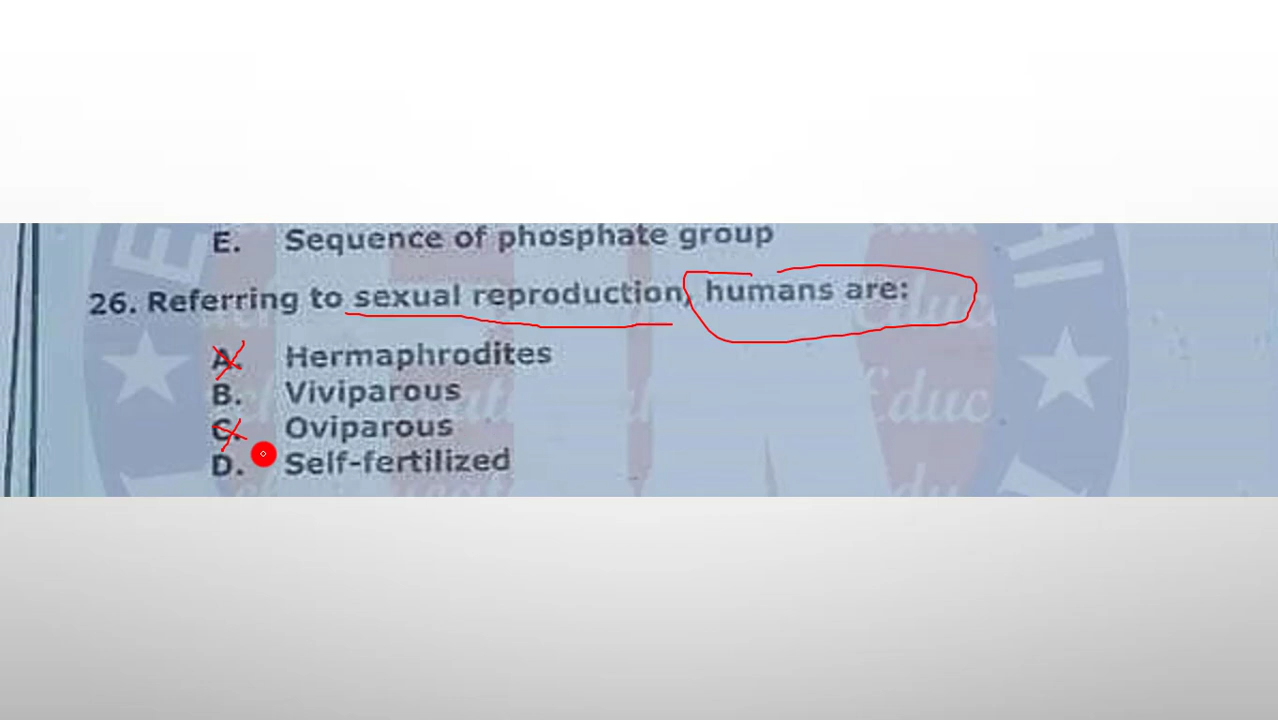 E. Sequence of phosphate group
26. Referring to sexual reproduction, humans are:
A. Hermaphrodites
B. Viviparous
C. Oviparous
D. Self-fertilized